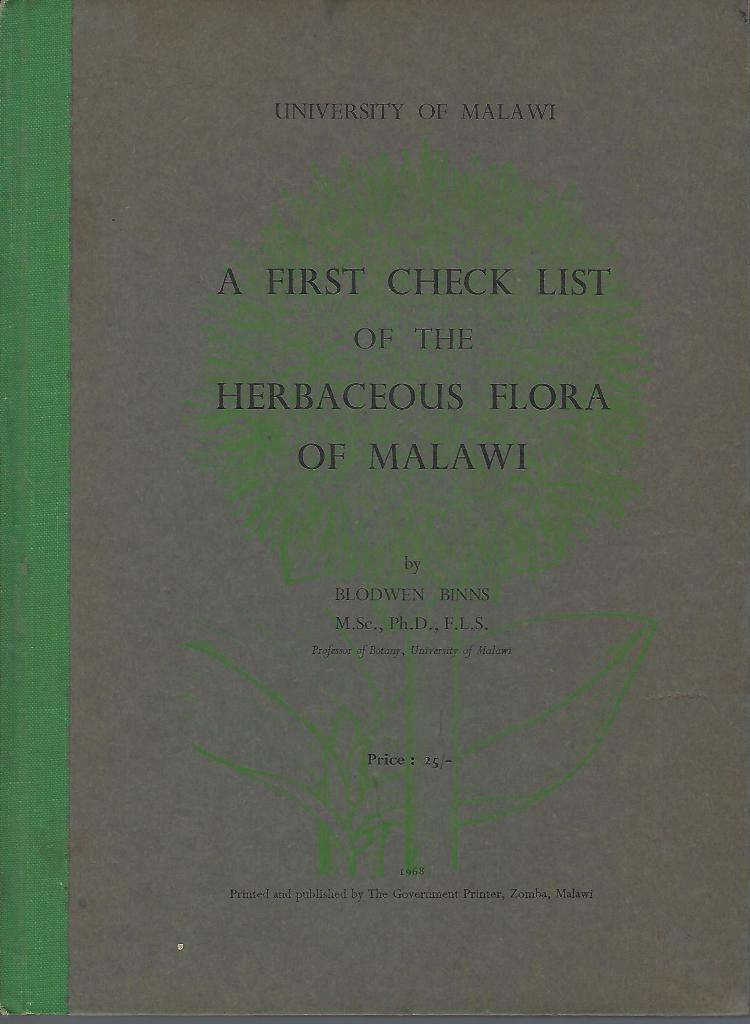 UNIVERSITY OF MALAWI
A FIRST CHECK LIST
OF THE
HERBACEOUS FLORA
OF MALAWI
by
BLODWEN BINNS
M.Sc., Ph.D., F.L.S.
Professor of Botany, University of Malawi
Price : 25/-
1968
Printed and published by The Government Printer, Zomba, Malawi